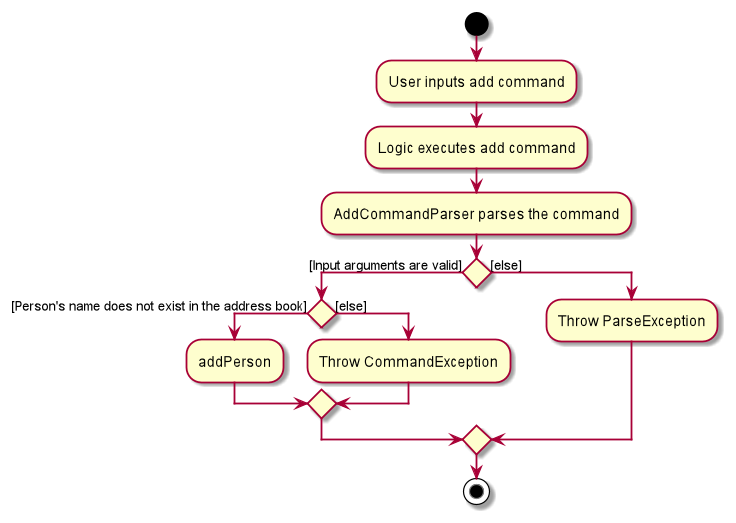 User inputs add command
Logic executes add command
AddCommandParser parses the command
[Input arguments are valid]
[else]
[Person's name does not exist in the address book]
[else]
Throw ParseException
addPerson
Throw CommandException